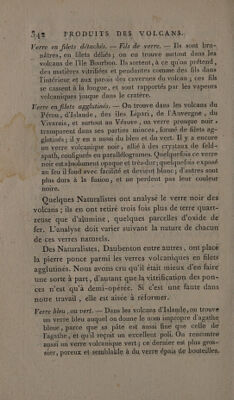 342 PRODUITS DES VOLCANS.
Verre en filets détachés. — Fils de verre. — Ils sont bru-
nâtres, en filets déliés ; on en trouve surtout dans les
volcans de l'île Bourbon. Ils sortent, à ce qu'on prétend,
des matières vitrifiées et pendantes comme des fils dans
l'intérieur et aux parois des cavernes du volcan ; ces fils
se cassent à la longue, et sont rapportés par les vapeurs
volcaniques jusque dans le cratère.
Verre en filets agglutinés. — On trouve dans les volcans du
Pérou, d'Islande, des îles Lipari, de l'Auvergne, du
Vivarais, et surtout au Vésuve, un verre presque noir,
transparent dans ses parties minces, formé de filets ag-
glutinés ; il y en a aussi du bleu et du vert. Il y a encore
un verre volcanique noir, allié à des crystaux de feld-
spath, configurés en parallélogrammes. Quelquefois ce verre
noir est absolument opaque et très-dur ; quelquefois exposé
au feu il fond avec facilité et devient blanc ; d'autres sont
plus durs à la fusion, et ne perdent pas leur couleur
noire.
Quelques Naturalistes ont analysé le verre noir des
volcans ; ils en ont retiré trois fois plus de terre quart-
zeuse que d'alumine, quelques parcelles d'oxide de
fer. L'analyse doit varier suivant la nature de chacun
de ces verres naturels.
Des Naturalistes, Daubenton entre autres, ont placé
la pierre ponce parmi les verres volcaniques en filets
agglutinés. Nous avons cru qu'il était mieux d'en faire
une sorte à part, d'autant que la vitrification des pon-
ces n'est qu'à demi-opérée. Si c'est une faute dans
notre travail, elle est aisée à réformer.
Verre bleu, ou vert. — Dans les volcans d'Islande, on trouve
un verre bleu auquel on donne le nom impropre d'agathe
bleue, parce que sa pâte est aussi fine que celle de
l'agathe, et qu'il reçoit un excellent poli. On rencontre
aussi un verre volcanique vert ; ce dernier est plus gros-
sier, poreux et semblable à du verre épais de bouteilles.